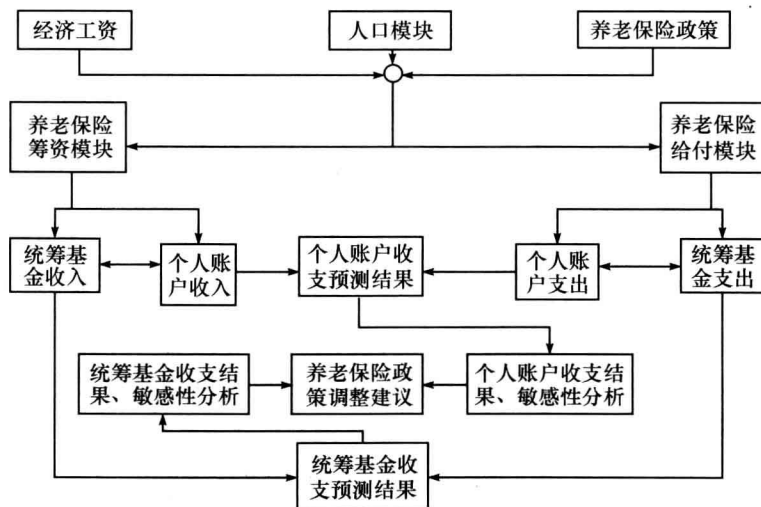 经济工资
人口模块
养老保险政策
养老保险
筹资模块
养老保险
给付模块
统筹基
金收入
个人账
户收入
个人账户收
支预测结果
个人账
户支出
统筹基
金支出
统筹基金收支结
果、敏感性分析
养老保险政
策调整建议
个人账户收支结
果、敏感性分析
统筹基金收
支预测结果